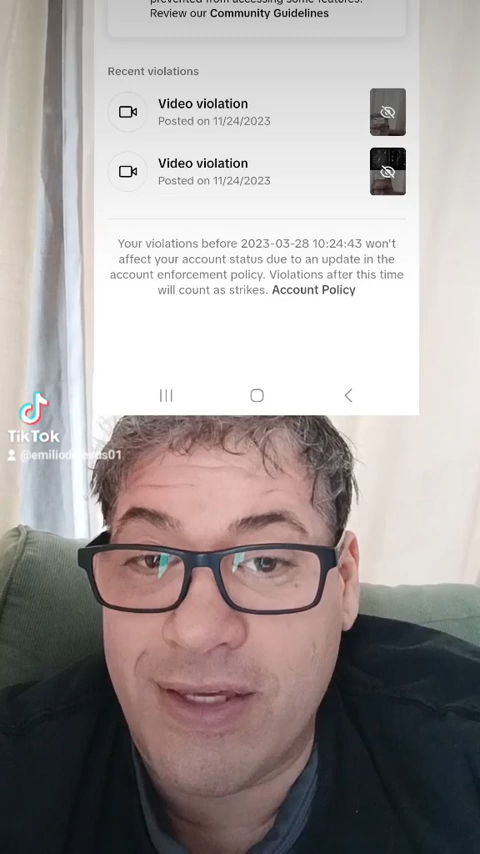 prevented from accessing some features.
Review our Community Guidelines
Recent violations
Video violation
Posted on 11/24/2023
Video violation
Posted on 11/24/2023
Your violations before 2023-03-28 10:24:43 won't
affect your account status due to an update in the
account enforcement policy. Violations after this time
will count as strikes. Account Policy
TikTok
@emiliodejesus01